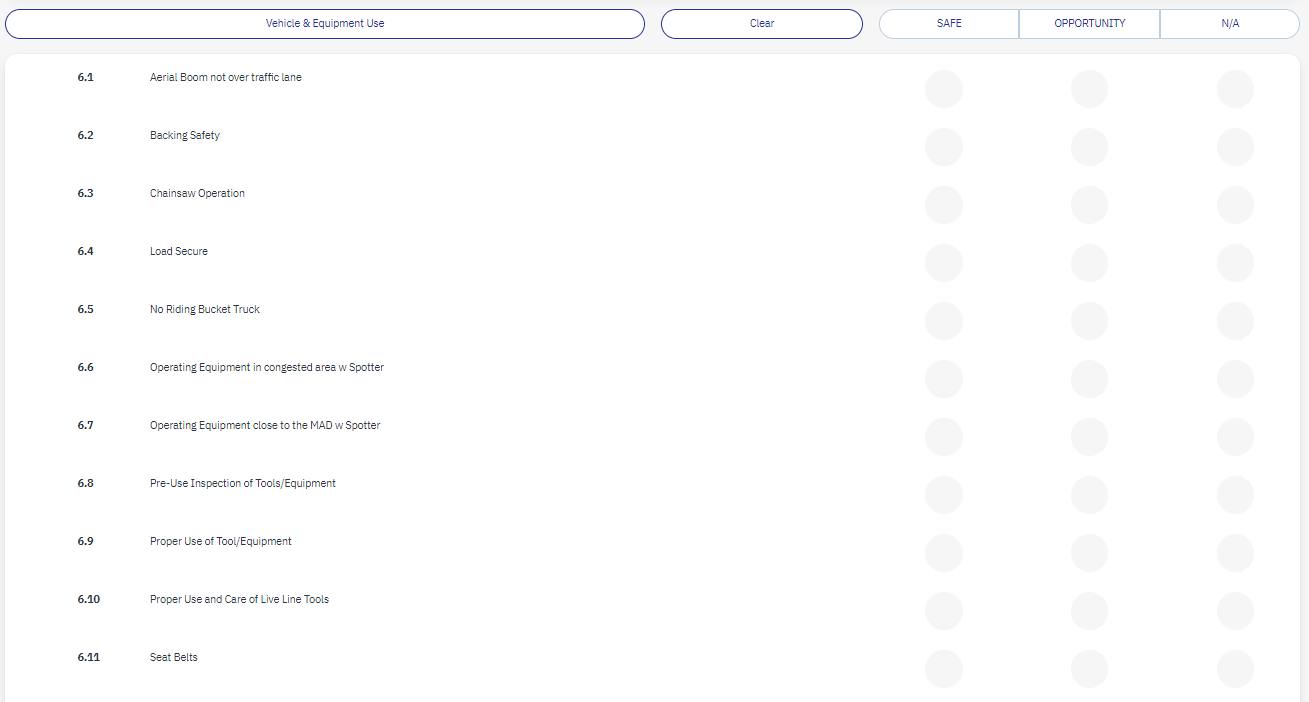 Vehicle & Equipment Use Clear SAFE OPPORTUNITY N/A
6.1 Aerial Boom not over traffic lane
6.2 Backing Safety
6.3 Chainsaw Operation
6.4 Load Secure
6.5 No Riding Bucket Truck
6.6 Operating Equipment in congested area w Spotter
6.7 Operating Equipment close to the MAD w Spotter
6.8 Pre-Use Inspection of Tools/Equipment
6.9 Proper Use of Tool/Equipment
6.10 Proper Use and Care of Live Line Tools
6.11 Seat Belts